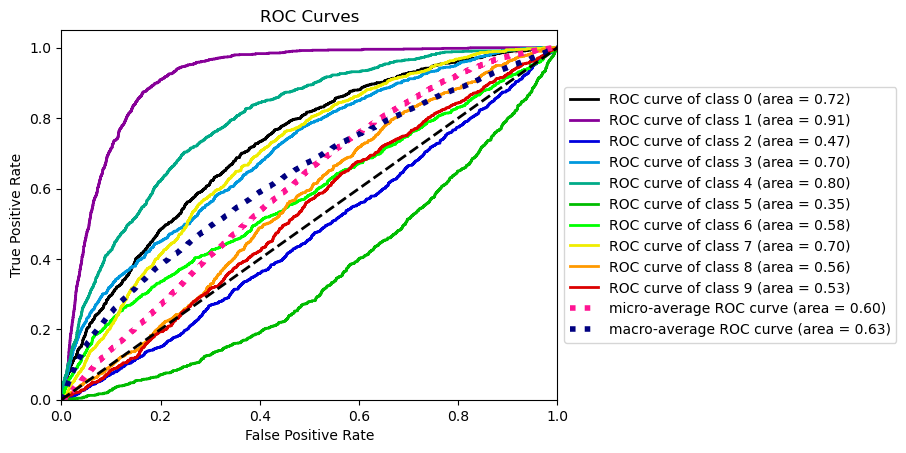 ROC Curves
True Positive Rate
1.0
0.8
0.6
0.4
0.2
0.0
0.0 0.2 0.4 0.6 0.8 1.0
False Positive Rate
ROC curve of class 0 (area = 0.72)
ROC curve of class 1 (area = 0.91)
ROC curve of class 2 (area = 0.47)
ROC curve of class 3 (area = 0.70)
ROC curve of class 4 (area = 0.80)
ROC curve of class 5 (area = 0.35)
ROC curve of class 6 (area = 0.58)
ROC curve of class 7 (area = 0.70)
ROC curve of class 8 (area = 0.56)
ROC curve of class 9 (area = 0.53)
micro-average ROC curve (area = 0.60)
macro-average ROC curve (area = 0.63)